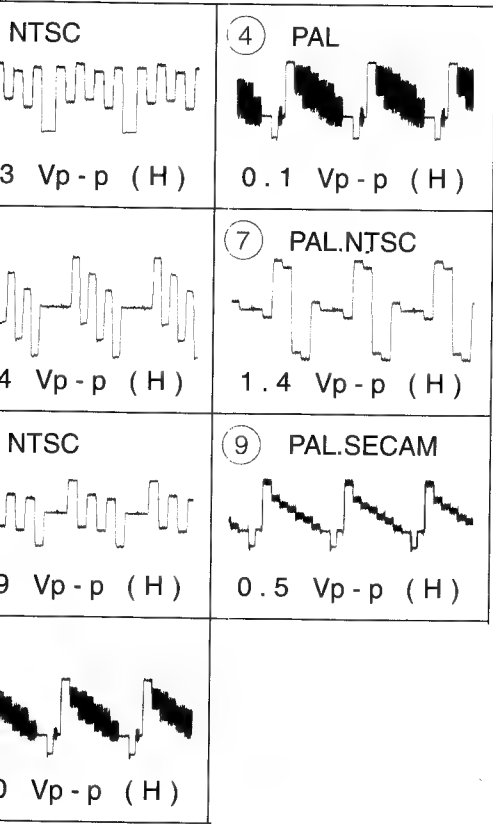 NTSC
3 Vp-p (H)
④ PAL
0.1 Vp-p (H)
4 Vp-p (H)
⑦ PAL.NTSC
1.4 Vp-p (H)
NTSC
9 Vp-p (H)
⑨ PAL.SECAM
0.5 Vp-p (H)
0 Vp-p (H)